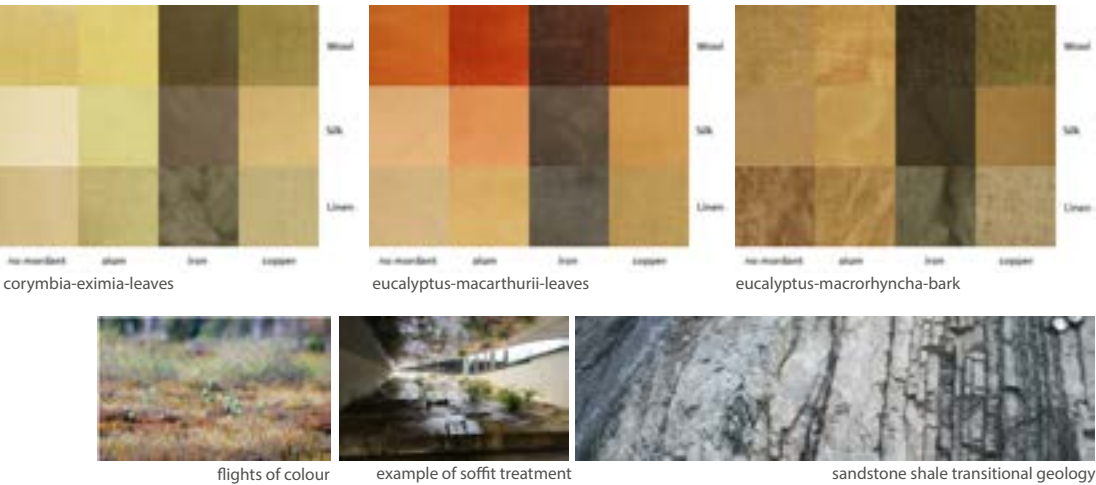 Wool
Wool
Wool
Silk
Silk
Silk
Linen
Linen
Linen
no mordant alum iron copper
no mordant alum iron copper
no mordant alum iron copper
corymbia-eximia-leaves
eucalyptus-macarthurii-leaves
eucalyptus-macrorhyncha-bark
flights of colour
example of soffit treatment
sandstone shale transitional geology